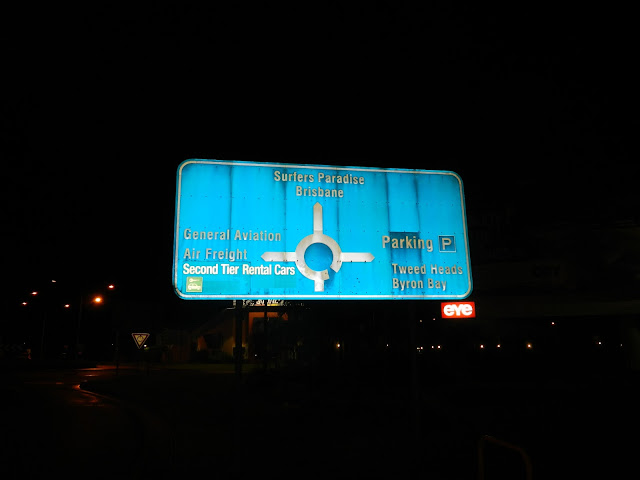 Surfers Paradise
Brisbane
General Aviation
Air Freight
Second Tier Rental Cars
Parking P
Tweed Heads
Byron Bay
eye